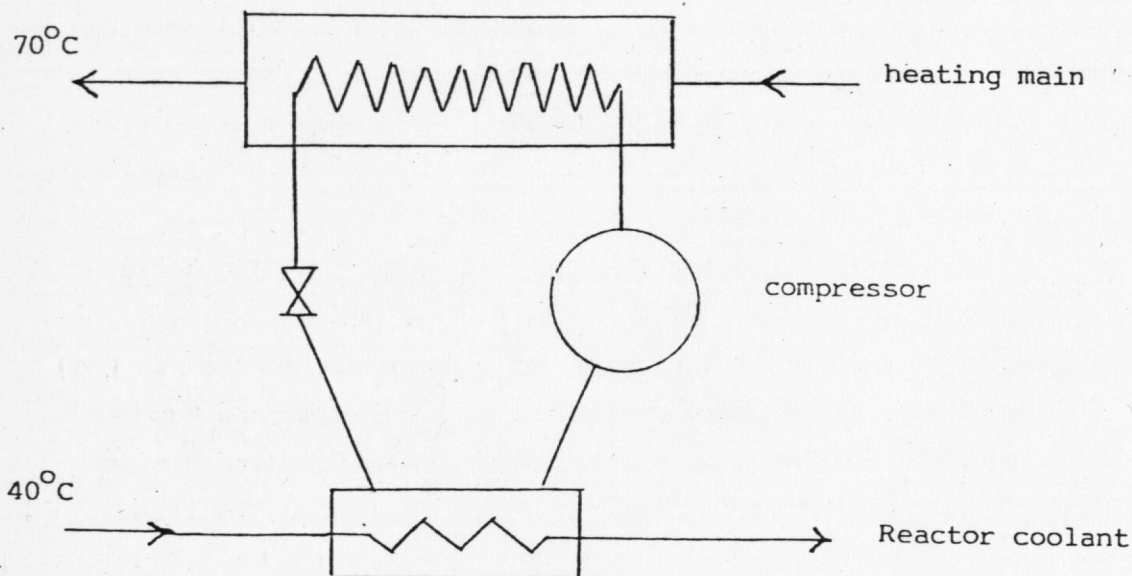 70°C
heating main
compressor
40°C
Reactor coolant